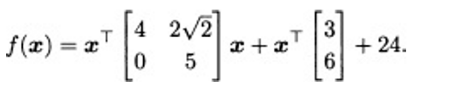 f(x) = x⊤ [4 2√2; 0 5] x + x⊤ [3; 6] + 24.